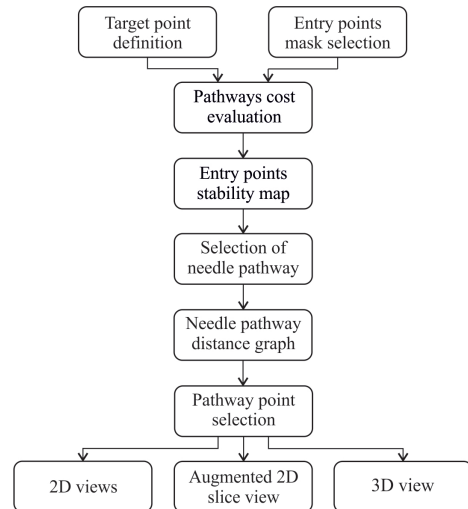 Target point
definition
Entry points
mask selection
Pathways cost
evaluation
Entry points
stability map
Selection of
needle pathway
Needle pathway
distance graph
Pathway point
selection
2D views
Augmented 2D
slice view
3D view